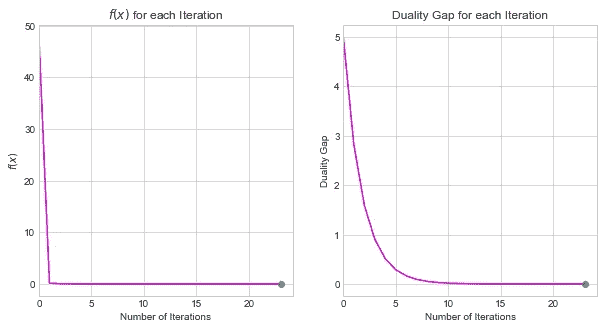 f(x) for each Iteration
50
40
30
20
10
0
f(x)
0 5 10 15 20
Number of Iterations
Duality Gap for each Iteration
5
4
3
2
1
0
Duality Gap
0 5 10 15 20
Number of Iterations